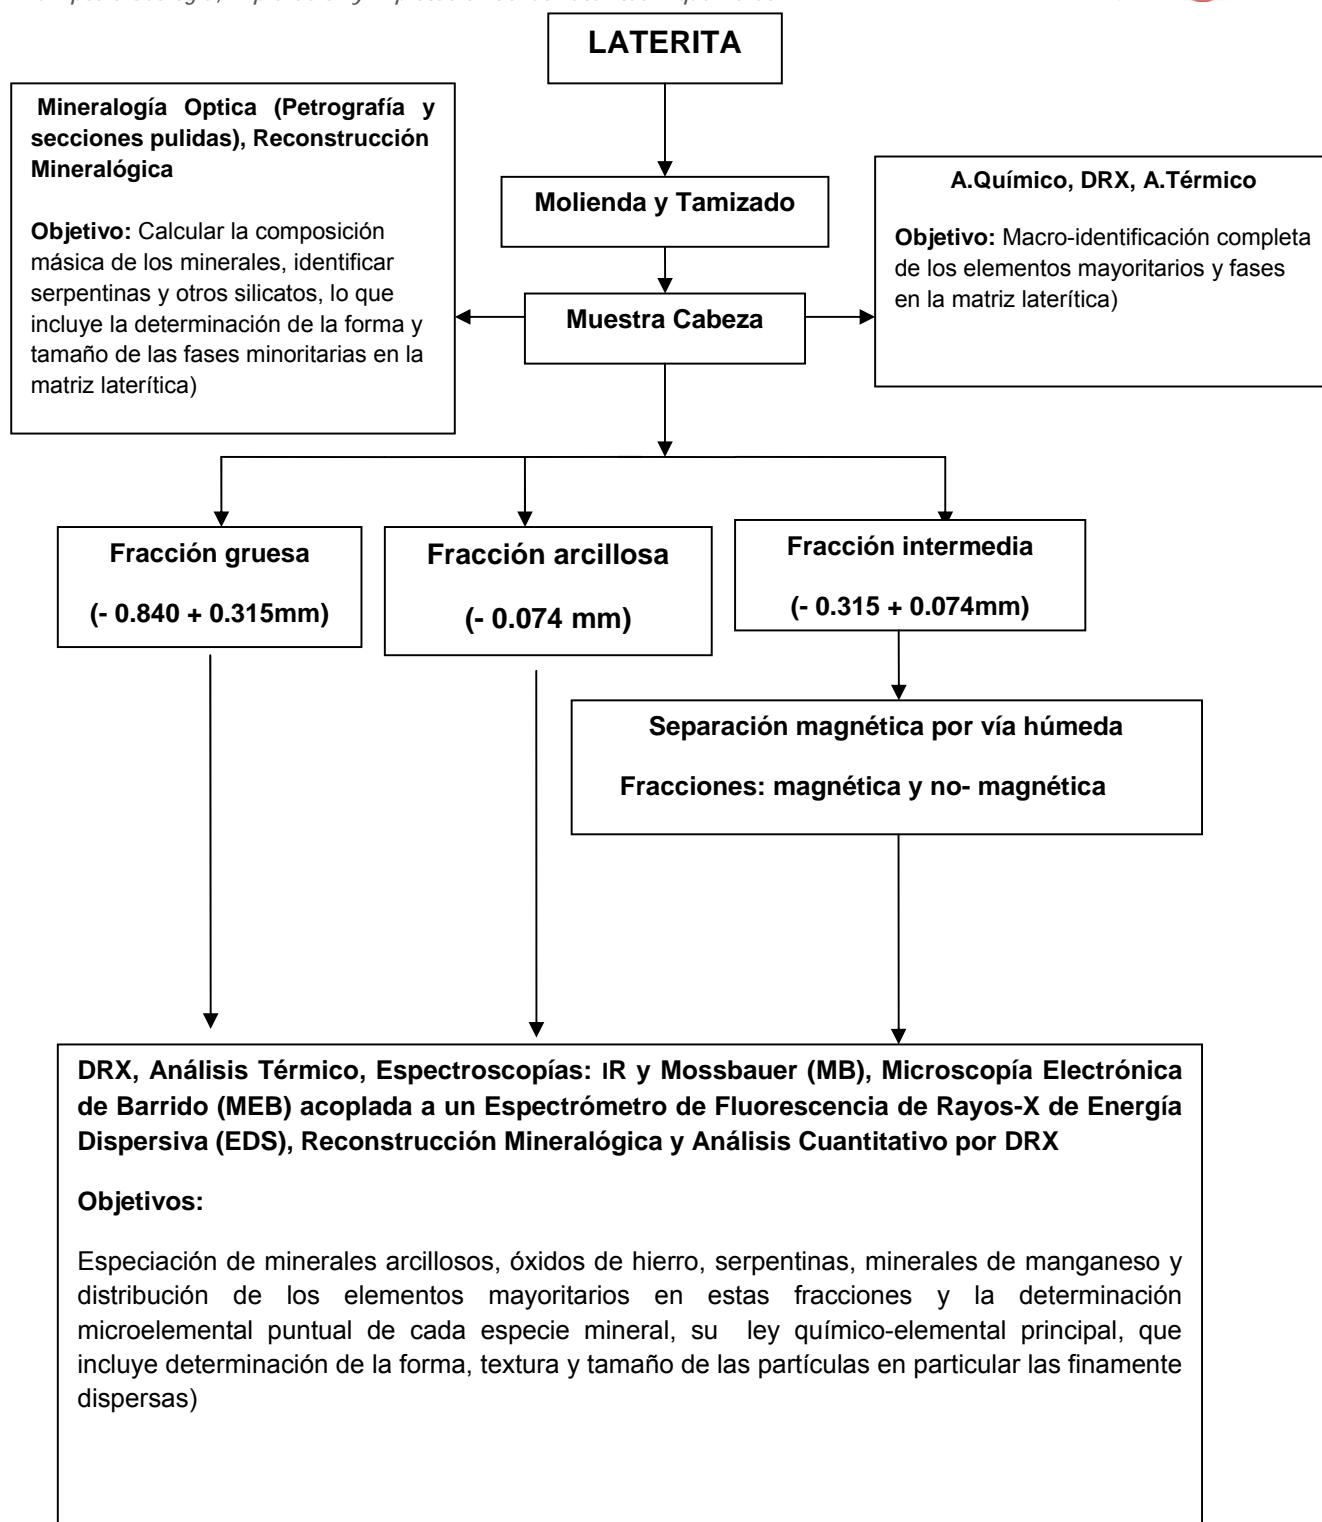 LATERITA
Mineralogía Optica (Petrografía y
secciones pulidas), Reconstrucción
Mineralógica
Objetivo: Calcular la composición
másica de los minerales, identificar
serpentinas y otros silicatos, lo que
incluye la determinación de la forma y
tamaño de las fases minoritarias en la
matriz laterítica)
Molienda y Tamizado
A.Químico, DRX, A.Térmico
Objetivo: Macro-identificación completa
de los elementos mayoritarios y fases
en la matriz laterítica)
Muestra Cabeza
Fracción gruesa
(- 0.840 + 0.315mm)
Fracción arcillosa
(- 0.074 mm)
Fracción intermedia
(- 0.315 + 0.074mm)
Separación magnética por vía húmeda
Fracciones: magnética y no- magnética
DRX, Análisis Térmico, Espectroscopías: IR y Mossbauer (MB), Microscopía Electrónica
de Barrido (MEB) acoplada a un Espectrómetro de Fluorescencia de Rayos-X de Energía
Dispersiva (EDS), Reconstrucción Mineralógica y Análisis Cuantitativo por DRX
Objetivos:
Especiación de minerales arcillosos, óxidos de hierro, serpentinas, minerales de manganeso y
distribución de los elementos mayoritarios en estas fracciones y la determinación
microelemental puntual de cada especie mineral, su ley químico-elemental principal, que
incluye determinación de la forma, textura y tamaño de las partículas en particular las finamente
dispersas)